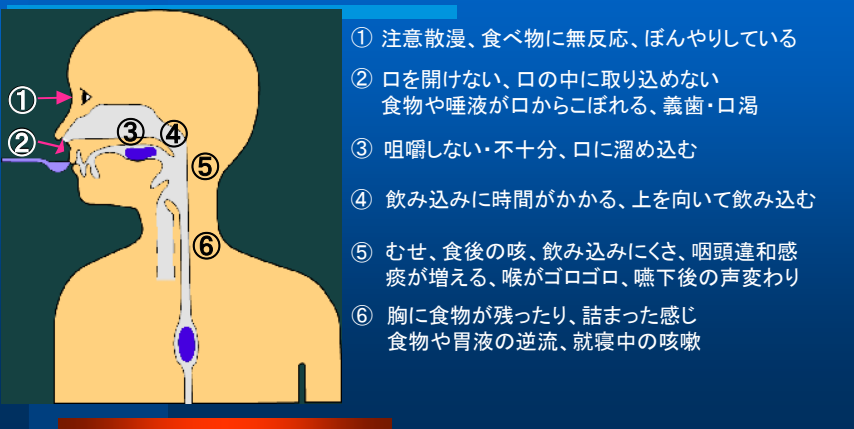 ①
②
③
④
⑤
⑥
① 注意散漫、食べ物に無反応、ぼんやりしている
② 口を開けない、口の中に取り込めない
食物や唾液が口からこぼれる、義歯・口渇
③ 咀嚼しない・不十分、口に溜め込む
④ 飲み込みに時間がかかる、上を向いて飲み込む
⑤ むせ、食後の咳、飲み込みにくさ、咽頭違和感
痰が増える、喉がゴロゴロ、嚥下後の声変わり
⑥ 胸に食物が残ったり、詰まった感じ
食物や胃液の逆流、就寝中の咳嗽